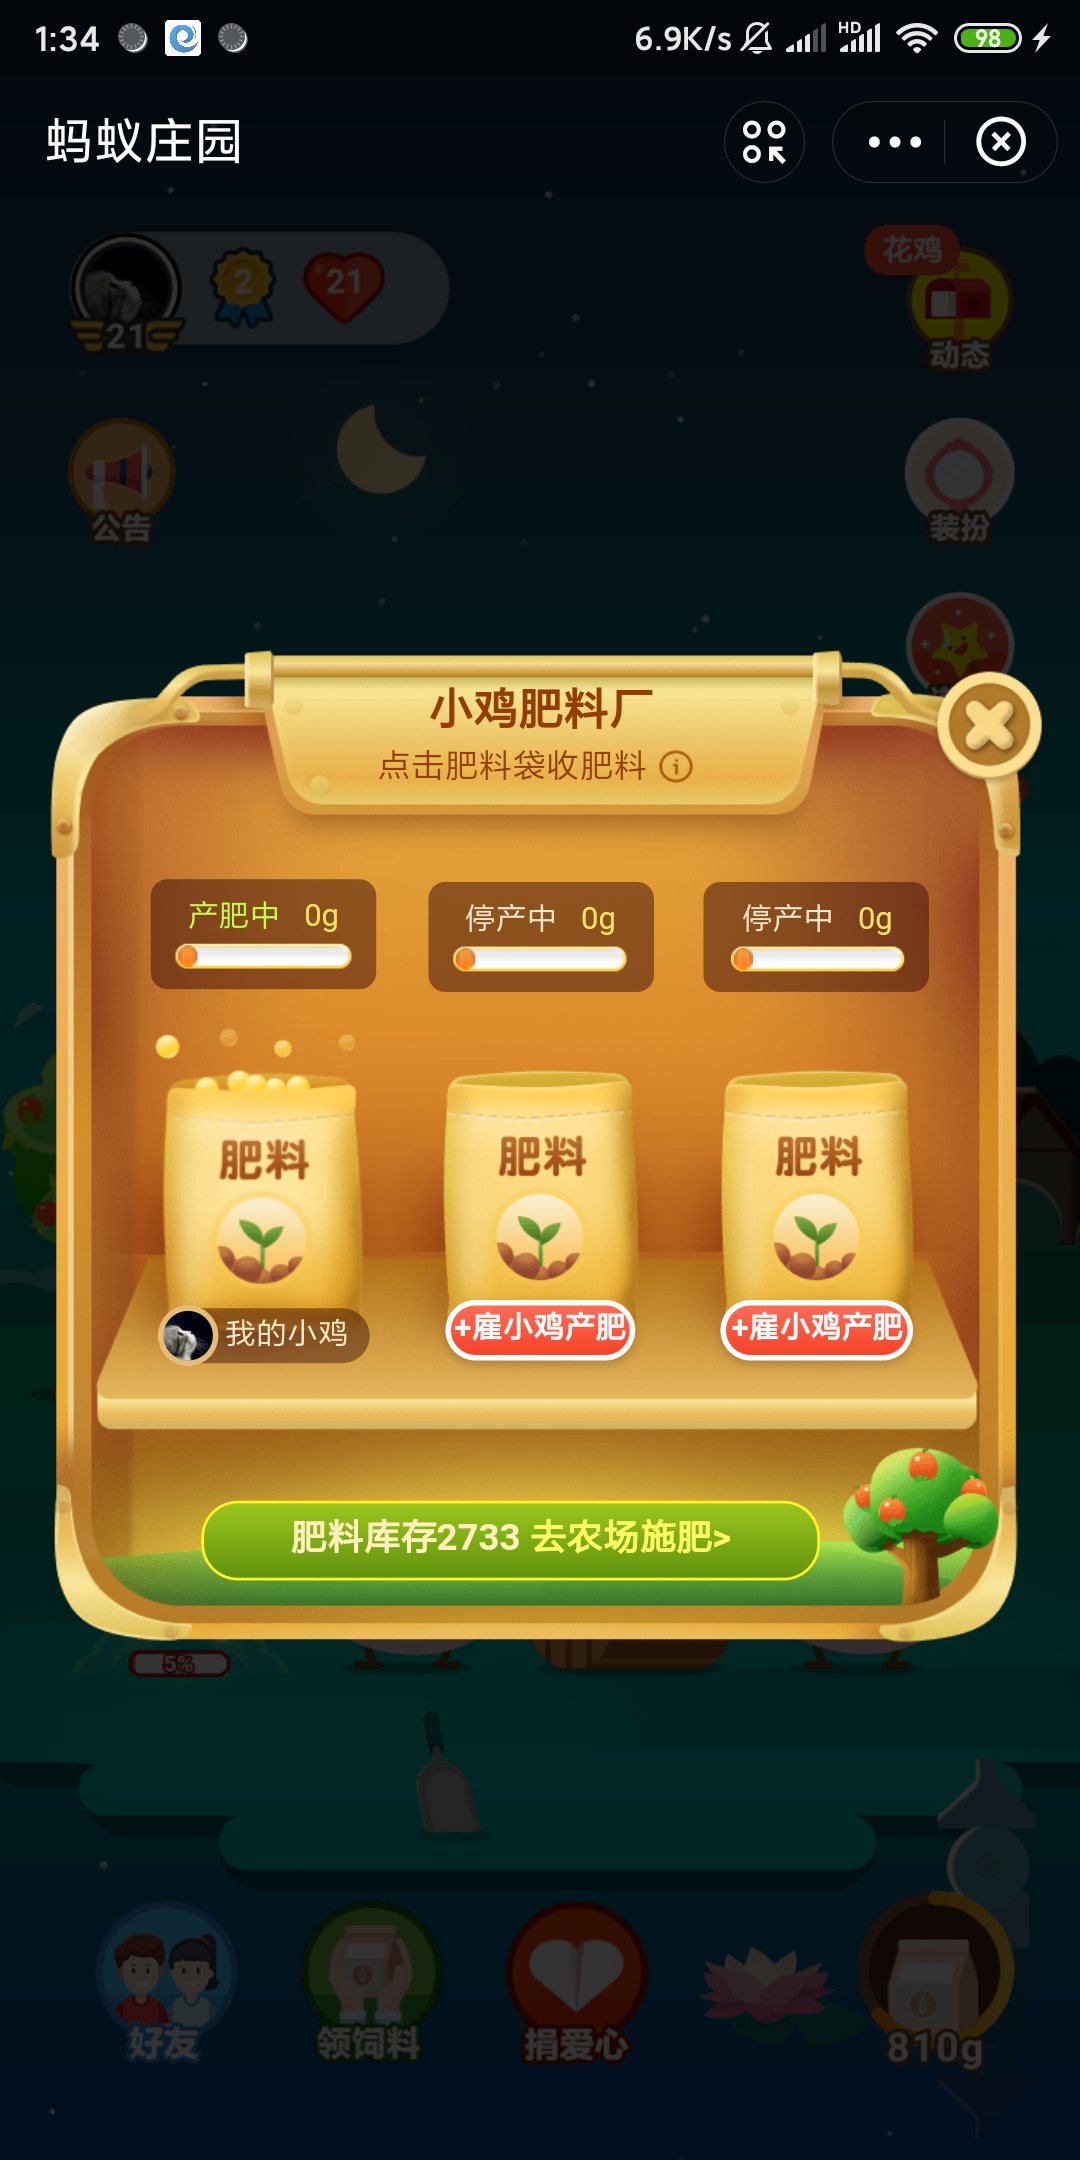 1:34
6.9K/s
HD
98
蚂蚁庄园
2
21
21
花鸡
动态
公告
装扮
小鸡肥料厂
点击肥料袋收肥料
产肥中 0g
停产中 0g
停产中 0g
肥料
肥料
肥料
我的小鸡
+雇小鸡产肥
+雇小鸡产肥
肥料库存2733 去农场施肥>
5%
好友
领饲料
捐爱心
810g